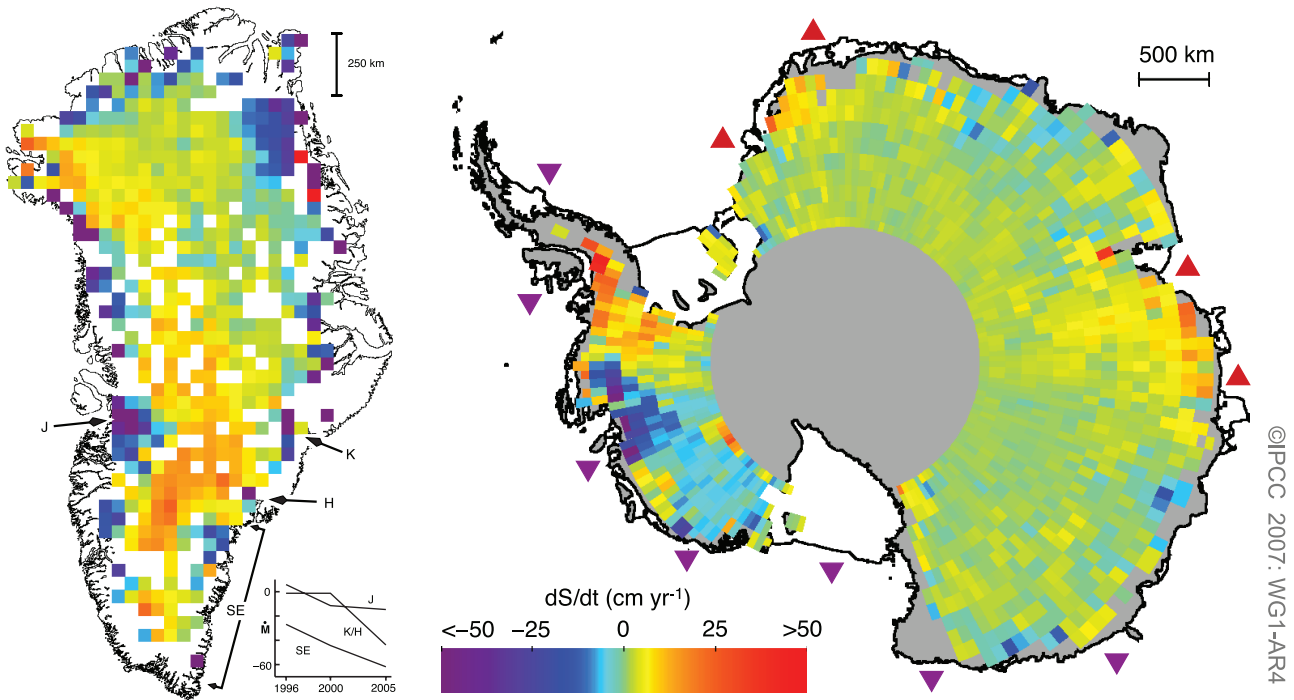 250 km
500 km
J
K
H
SE
0
J
Ṁ
K/H
SE
−60
1996 2000 2005
dS/dt (cm yr⁻¹)
<−50 −25 0 25 >50
©IPCC 2007: WG1-AR4